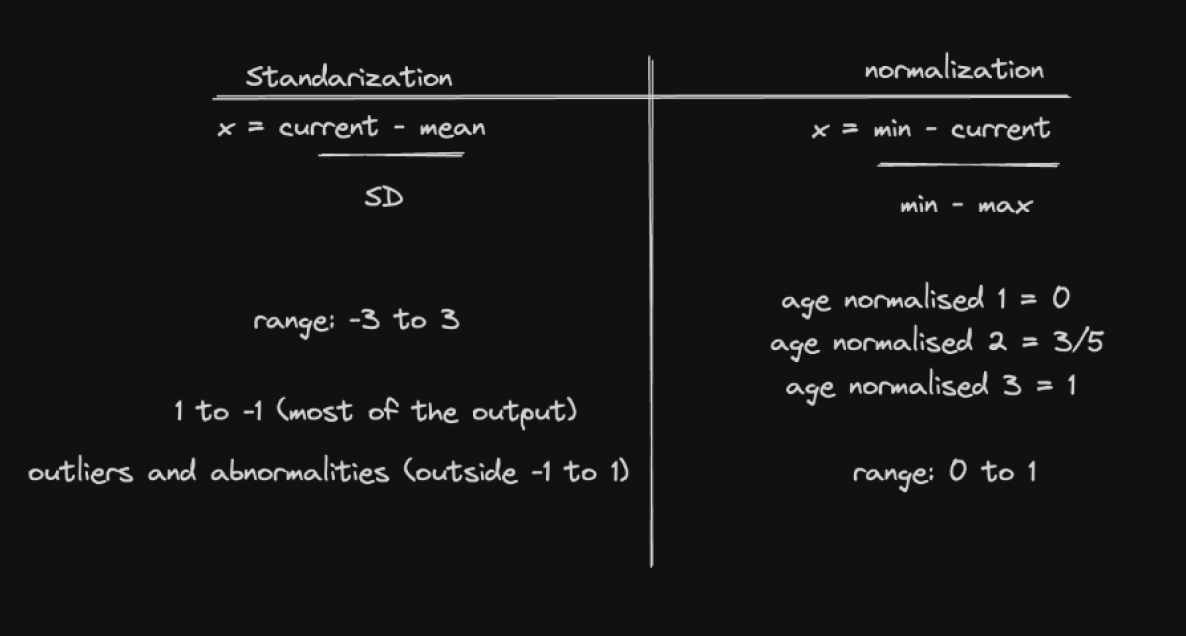 Standarization
x = current - mean
SD
range: -3 to 3
1 to -1 (most of the output)
outliers and abnormalities (outside -1 to 1)
normalization
x = min - current
min - max
age normalised 1 = 0
age normalised 2 = 3/5
age normalised 3 = 1
range: 0 to 1